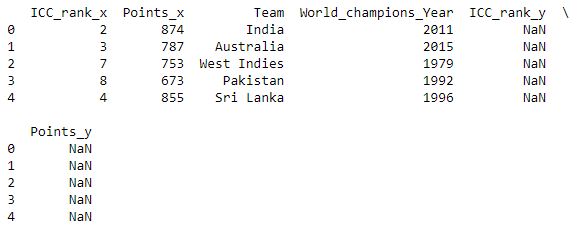 ICC_rank_x Points_x Team World_champions_Year ICC_rank_y \
0 2 874 India 2011 NaN
1 3 787 Australia 2015 NaN
2 7 753 West Indies 1979 NaN
3 8 673 Pakistan 1992 NaN
4 4 855 Sri Lanka 1996 NaN
Points_y
0 NaN
1 NaN
2 NaN
3 NaN
4 NaN